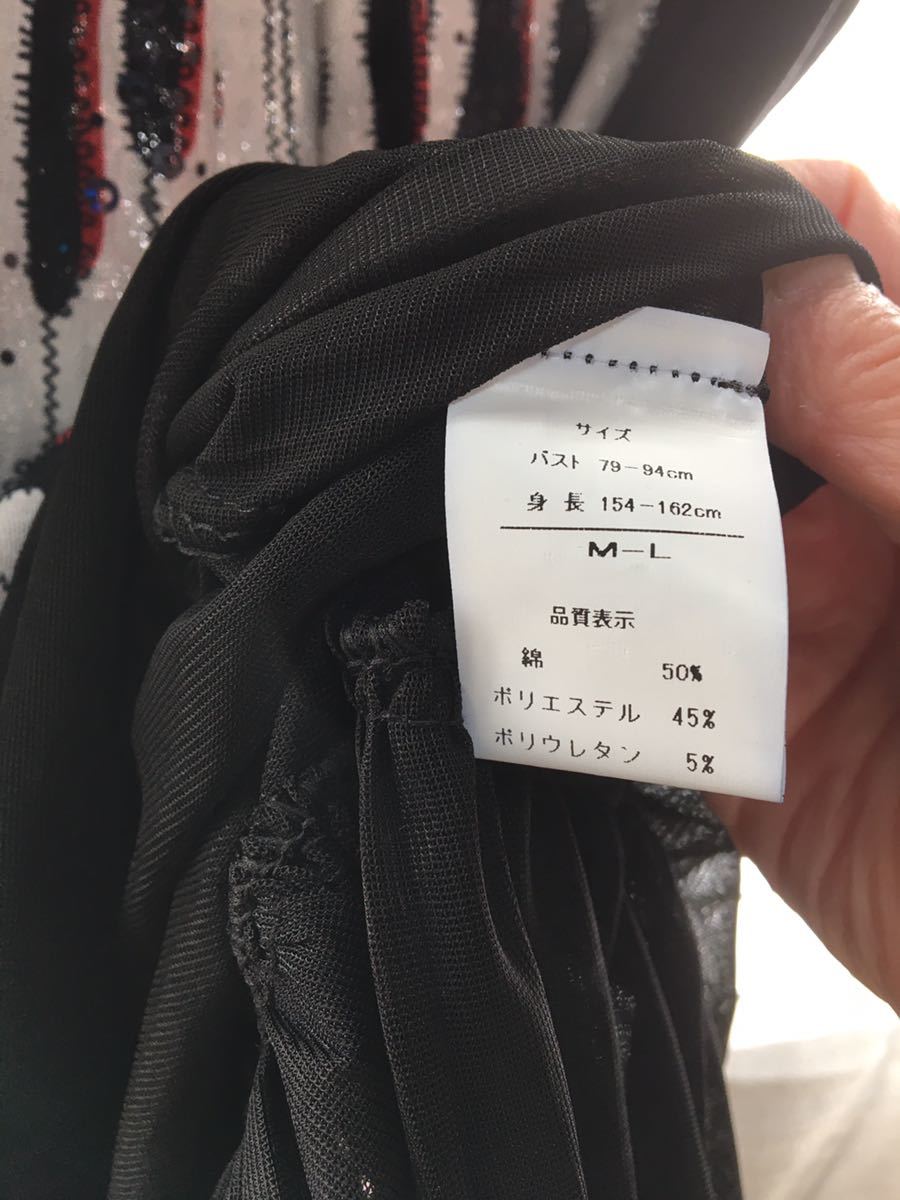 サイズ
バスト 79-94cm
身長 154-162cm
M-L
品質表示
綿 50%
ポリエステル 45%
ポリウレタン 5%